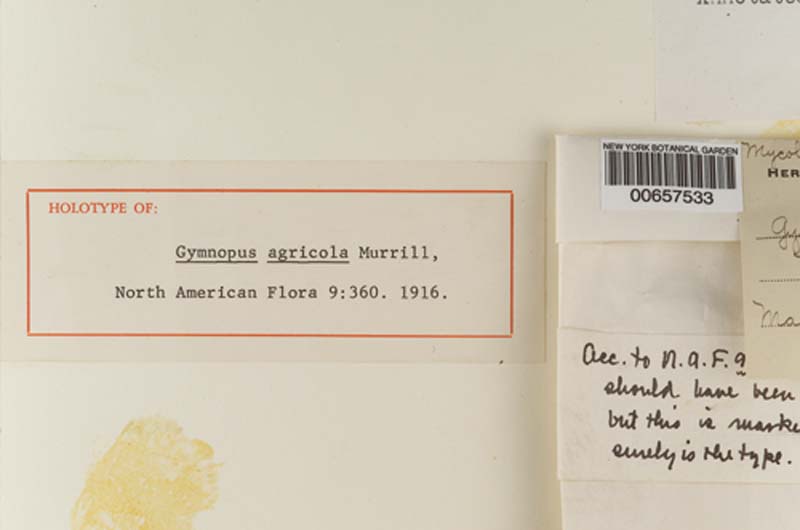 HOLOTYPE OF:
Gymnopus agricola Murrill,
North American Flora 9:360. 1916.
NEW YORK BOTANICAL GARDEN
00657533
Acc. to N.A.F. 9
should have been
but this is marke
surely is the type.